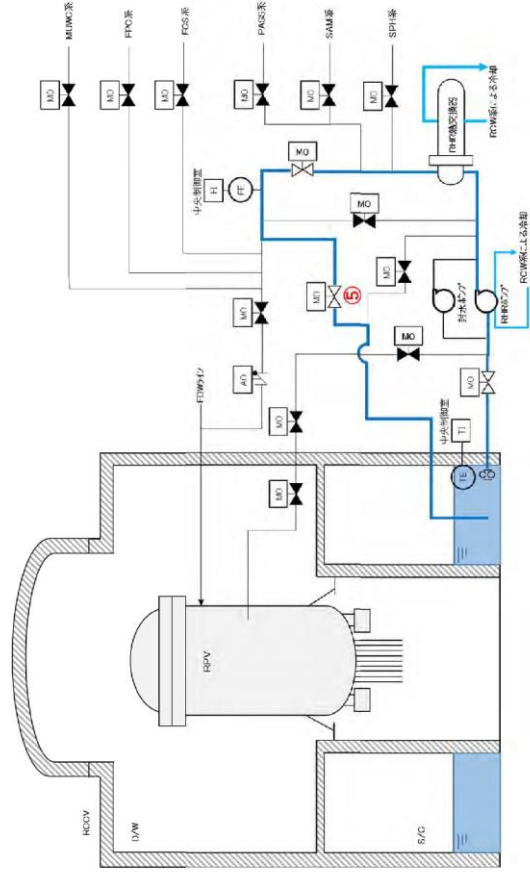 MUWC系
FPC系
FCS系
PASS系
SAM系
SPH系
MO
MO
MO
MO
MO
MO
中央制御室
FI
FE
MO
RHR熱交換器
RCW系による冷却
MO
MO
MO
⑤
MO
AO
FDWライン
MO
MO
MO
封水ポンプ
RHRポンプ
RCW系による冷却
MO
中央制御室
TI
TE
RPV
RCCV
D/W
S/C